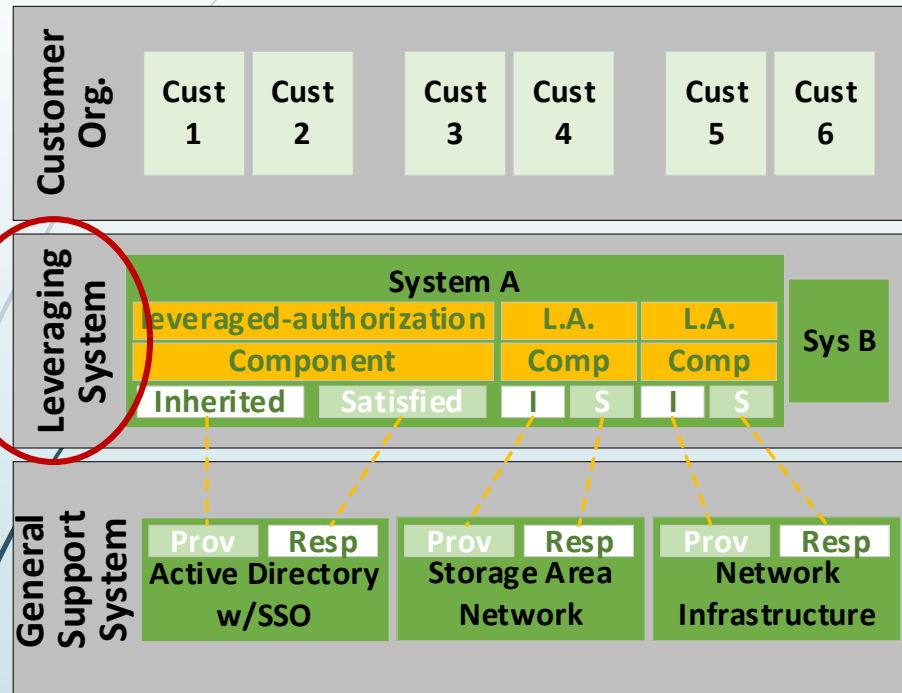 Customer
Org.
Cust
1
Cust
2
Cust
3
Cust
4
Cust
5
Cust
6
Leveraging
System
System A
leveraged-authorization
L.A.
L.A.
Component
Comp
Comp
Inherited
Satisfied
I
S
I
S
Sys B
General
Support
System
Prov
Resp
Active Directory
w/SSO
Prov
Resp
Storage Area
Network
Prov
Resp
Network
Infrastructure